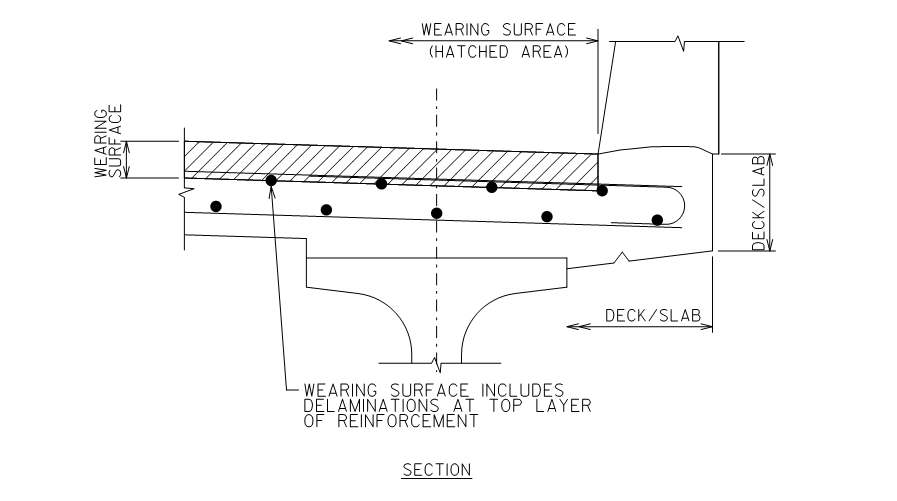 WEARING SURFACE
(HATCHED AREA)
WEARING
SURFACE
DECK/SLAB
DECK/SLAB
WEARING SURFACE INCLUDES
DELAMINATIONS AT TOP LAYER
OF REINFORCEMENT
SECTION